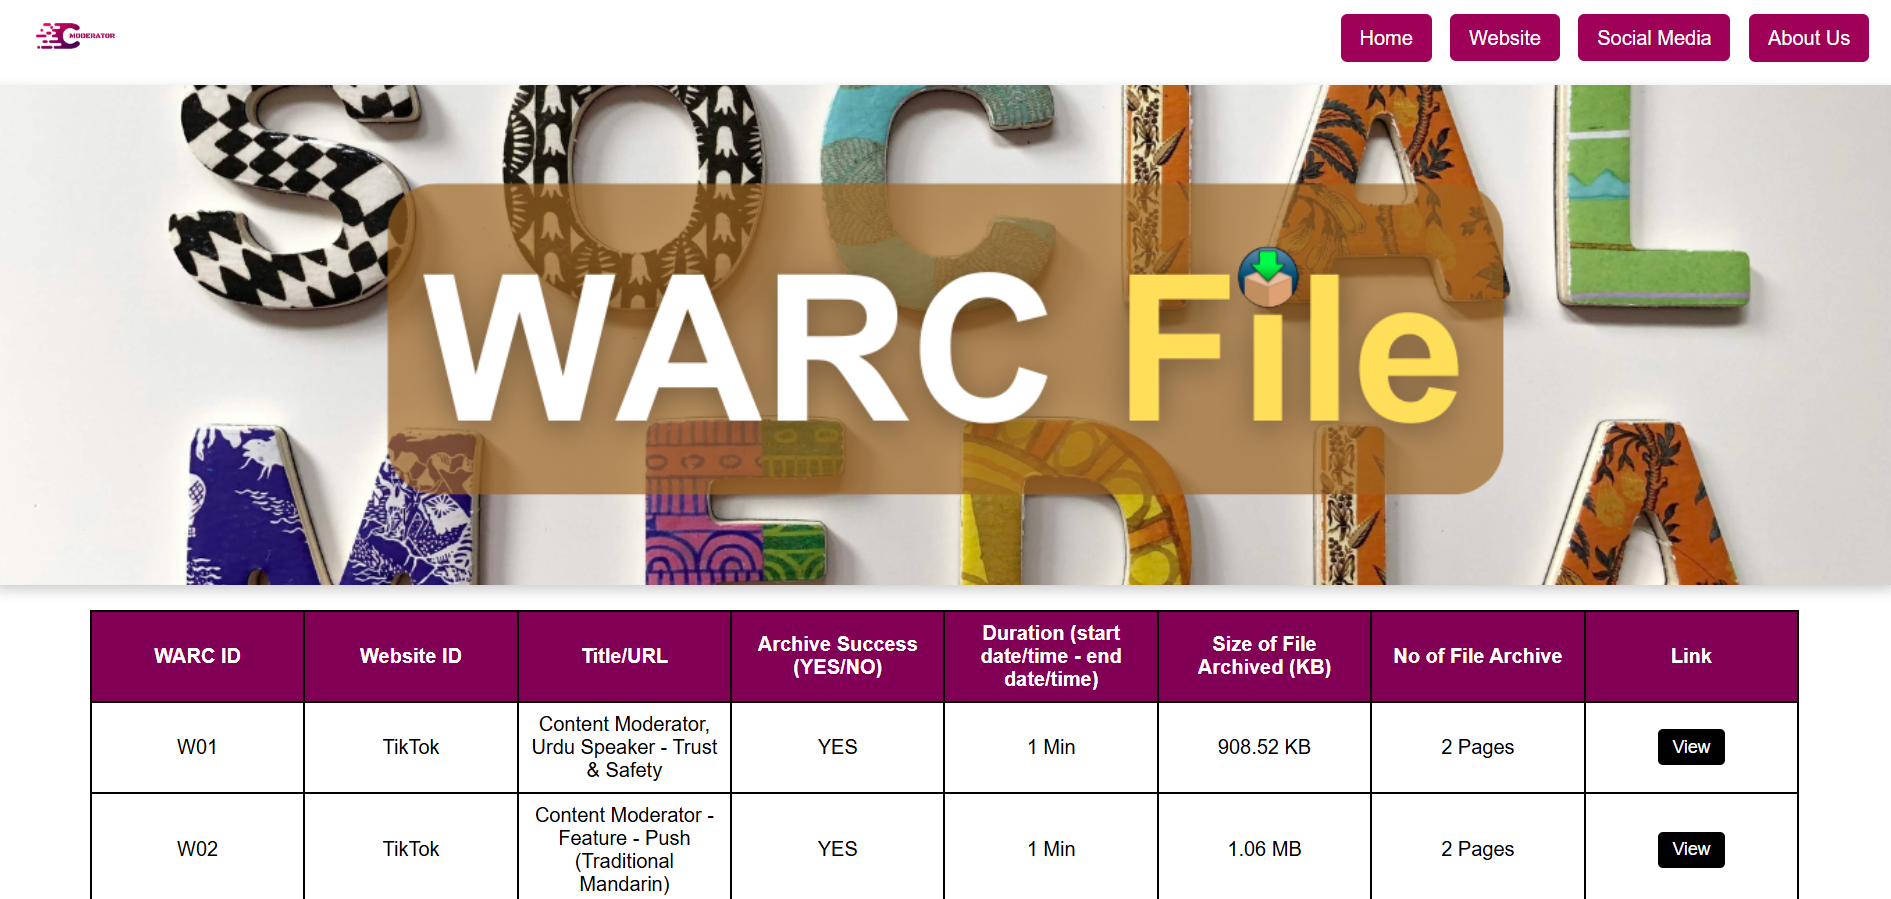 C MODERATOR
Home
Website
Social Media
About Us
SOCIAL
WARC File
MEDIA
WARC ID
Website ID
Title/URL
Archive Success
(YES/NO)
Duration (start
date/time - end
date/time)
Size of File
Archived (KB)
No of File Archive
Link
W01
TikTok
Content Moderator,
Urdu Speaker - Trust
& Safety
YES
1 Min
908.52 KB
2 Pages
View
W02
TikTok
Content Moderator -
Feature - Push
(Traditional
Mandarin)
YES
1 Min
1.06 MB
2 Pages
View